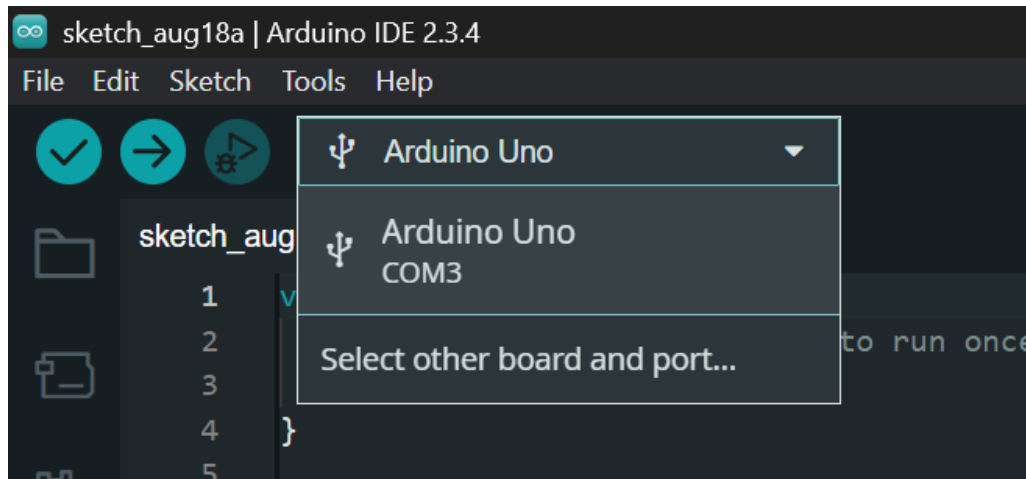 sketch_aug18a | Arduino IDE 2.3.4
File Edit Sketch Tools Help
Arduino Uno
sketch_aug
Arduino Uno
COM3
1 v
2 to run once
Select other board and port...
3
4 }
5